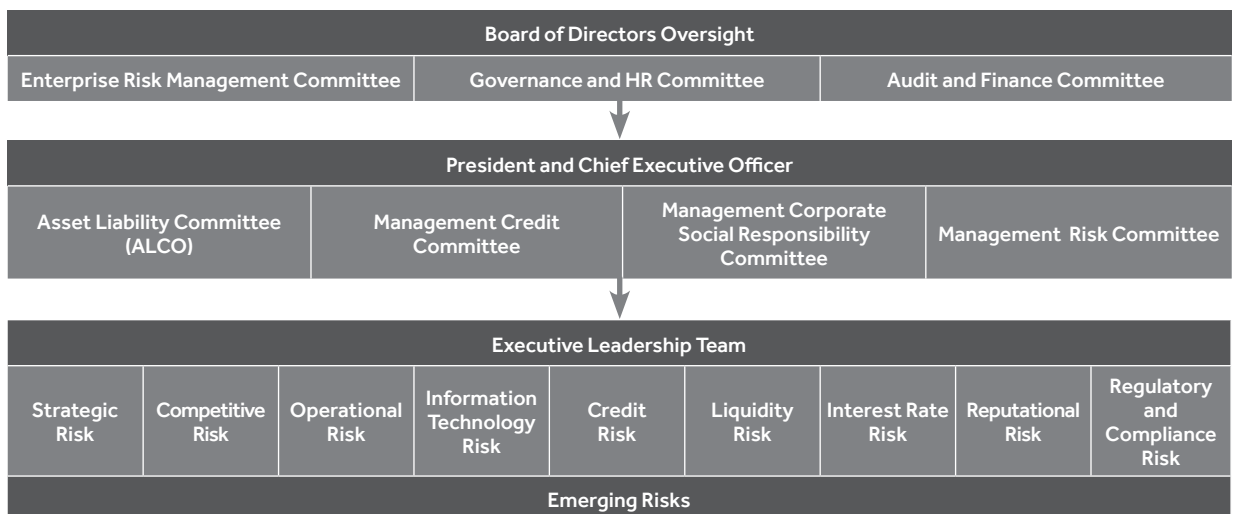 Board of Directors Oversight
Enterprise Risk Management Committee
Governance and HR Committee
Audit and Finance Committee
President and Chief Executive Officer
Asset Liability Committee
(ALCO)
Management Credit
Committee
Management Corporate
Social Responsibility
Committee
Management Risk Committee
Executive Leadership Team
Strategic
Risk
Competitive
Risk
Operational
Risk
Information
Technology
Risk
Credit
Risk
Liquidity
Risk
Interest Rate
Risk
Reputational
Risk
Regulatory
and
Compliance
Risk
Emerging Risks